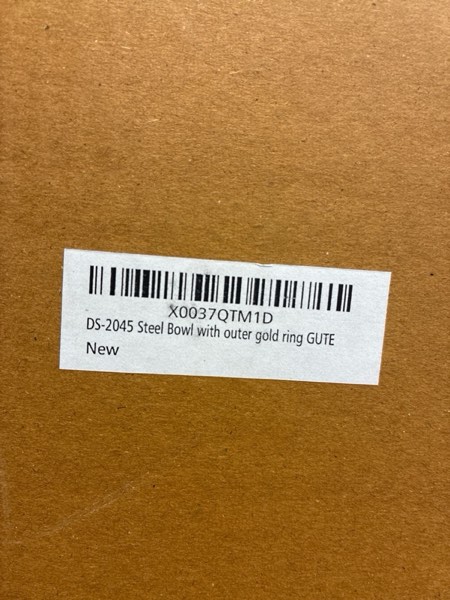 X0037QTM1D
DS-2045 Steel Bowl with outer gold ring GUTE
New